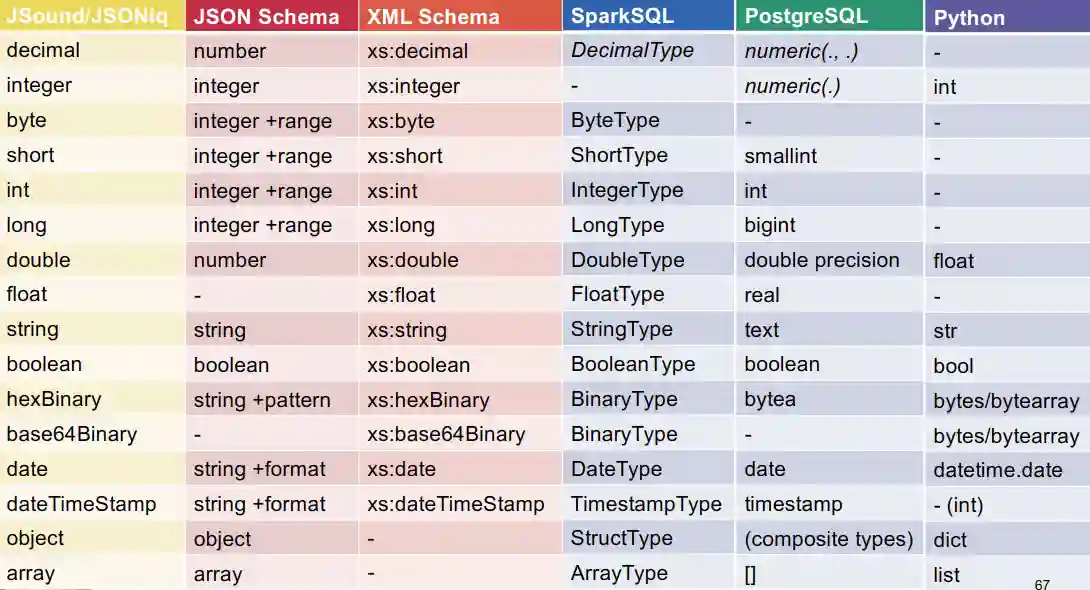 JSound/JSONiq JSON Schema XML Schema SparkSQL PostgreSQL Python
decimal number xs:decimal DecimalType numeric(., .) -
integer integer xs:integer - numeric(.) int
byte integer +range xs:byte ByteType - -
short integer +range xs:short ShortType smallint -
int integer +range xs:int IntegerType int -
long integer +range xs:long LongType bigint -
double number xs:double DoubleType double precision float
float - xs:float FloatType real -
string string xs:string StringType text str
boolean boolean xs:boolean BooleanType boolean bool
hexBinary string +pattern xs:hexBinary BinaryType bytea bytes/bytearray
base64Binary - xs:base64Binary BinaryType - bytes/bytearray
date string +format xs:date DateType date datetime.date
dateTimeStamp string +format xs:dateTimeStamp TimestampType timestamp - (int)
object object - StructType (composite types) dict
array array - ArrayType [] list
67